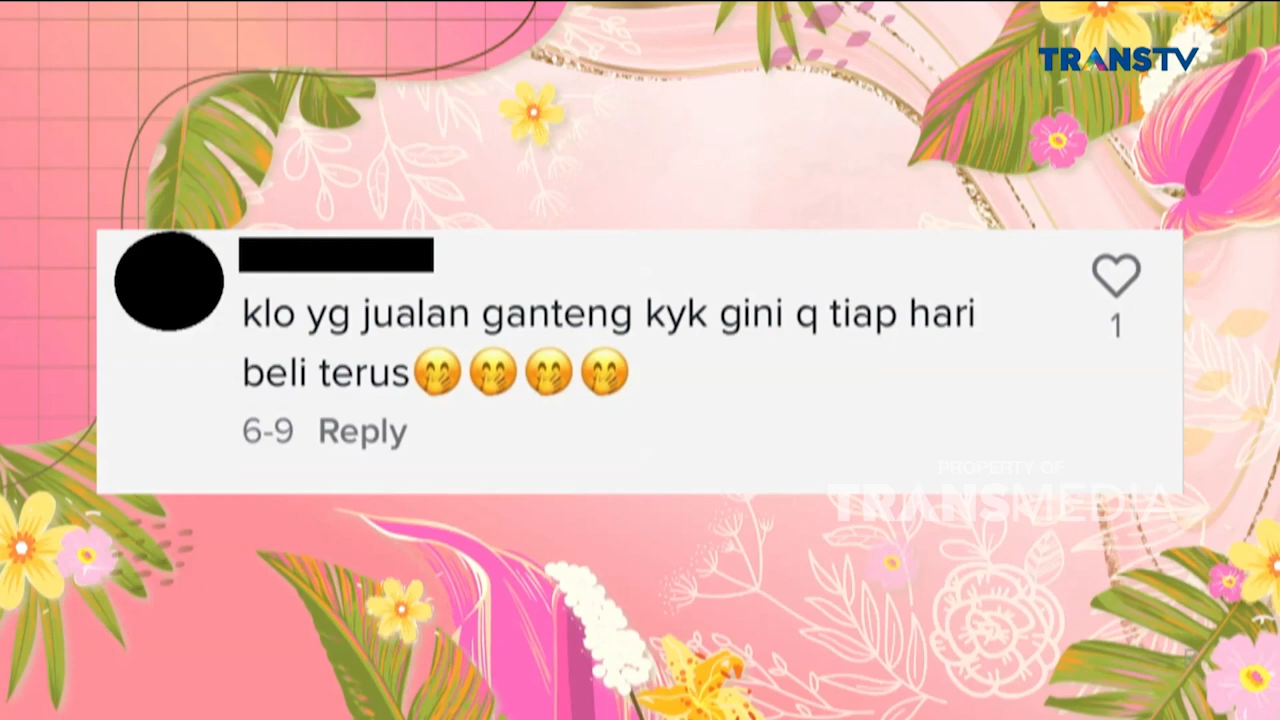 TRANSTV
klo yg jualan ganteng kyk gini q tiap hari
beli terus🤭🤭🤭🤭
1
6-9 Reply
PROPERTY OF
TRANSMEDIA